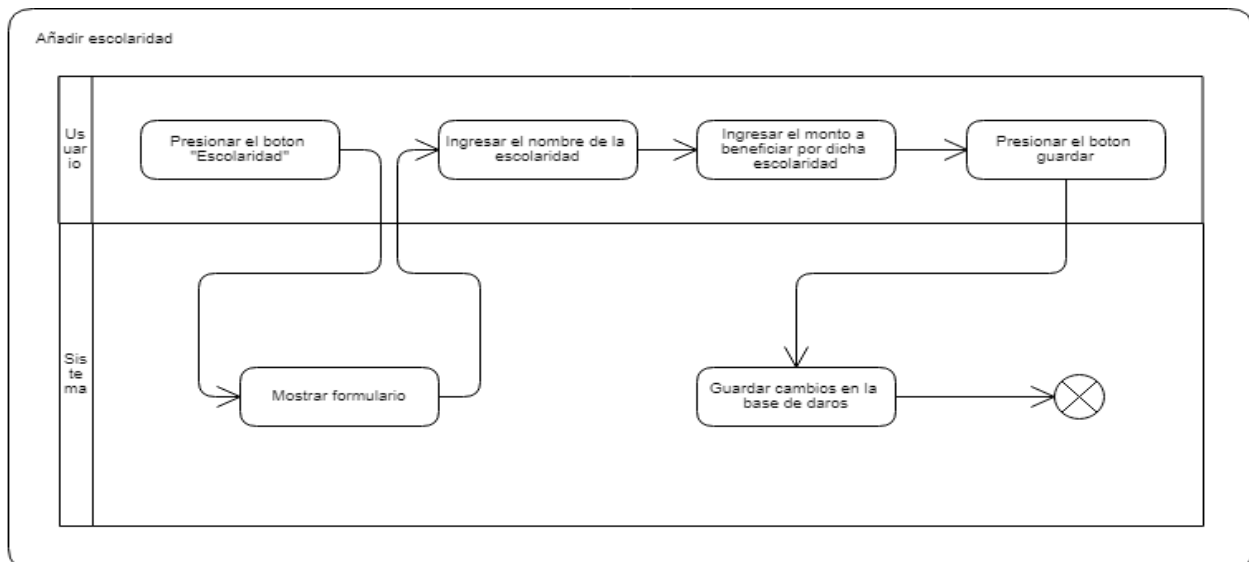 Añadir escolaridad
Us
uar
io
Presionar el boton
"Escolaridad"
Ingresar el nombre de la
escolaridad
Ingresar el monto a
beneficiar por dicha
escolaridad
Presionar el boton
guardar
Sis
te
ma
Mostrar formulario
Guardar cambios en la
base de daros